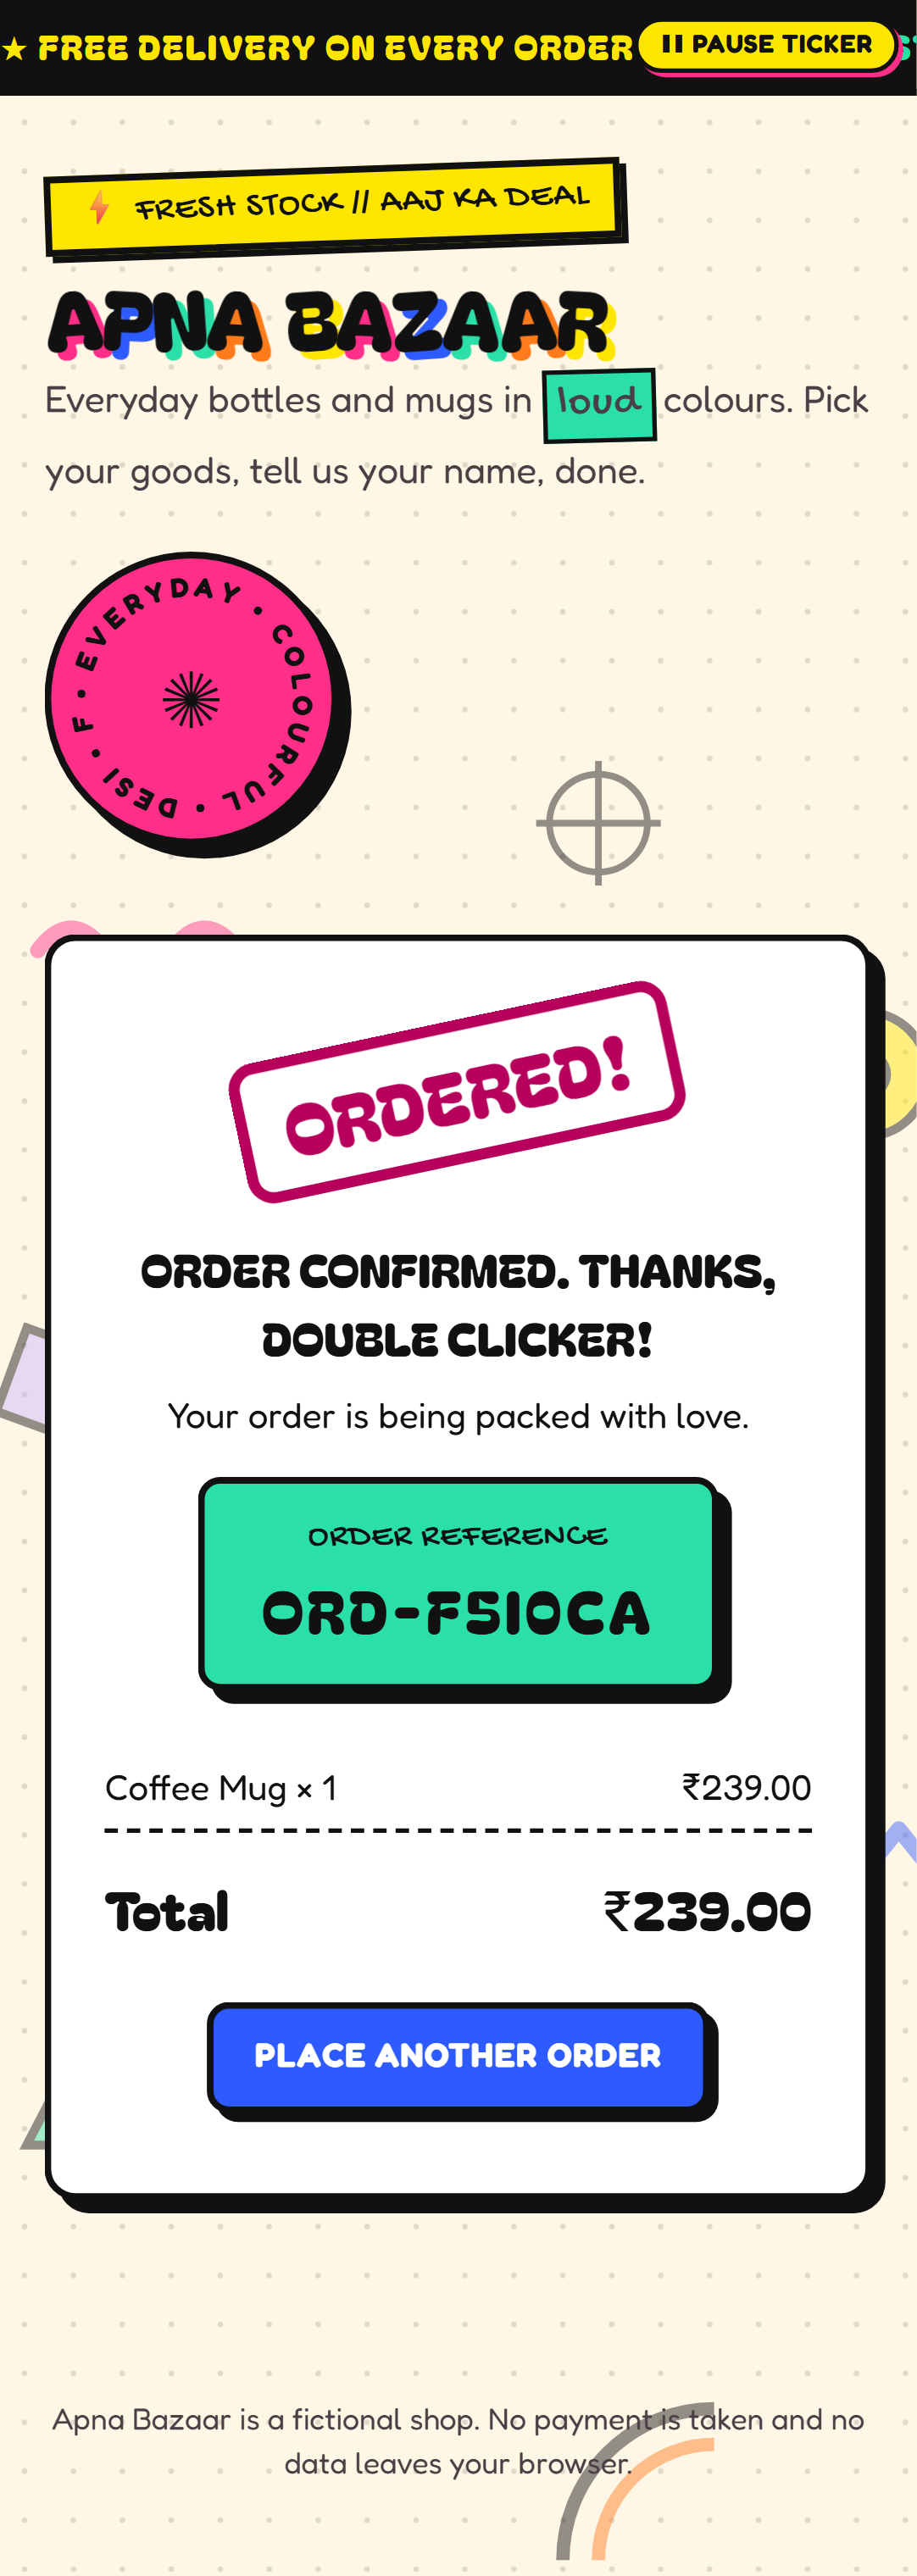 ★ FREE DELIVERY ON EVERY ORDER
PAUSE TICKER
FRESH STOCK // AAJ KA DEAL
APNA BAZAAR
Everyday bottles and mugs in loud colours. Pick
your goods, tell us your name, done.
EVERYDAY • COLOURFUL • DESI • F •
ORDERED!
ORDER CONFIRMED. THANKS,
DOUBLE CLICKER!
Your order is being packed with love.
ORDER REFERENCE
ORD-F510CA
Coffee Mug × 1 ₹239.00
Total ₹239.00
PLACE ANOTHER ORDER
Apna Bazaar is a fictional shop. No payment is taken and no
data leaves your browser.